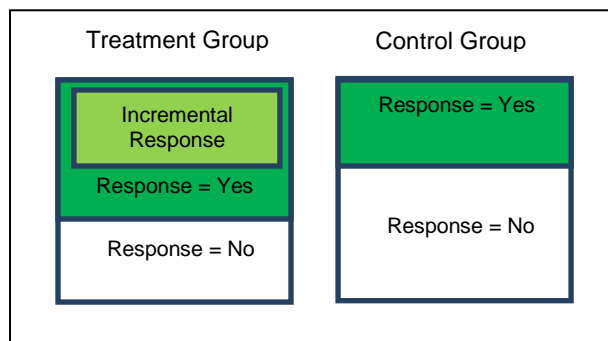 Treatment Group
Incremental
Response
Response = Yes
Response = No
Control Group
Response = Yes
Response = No